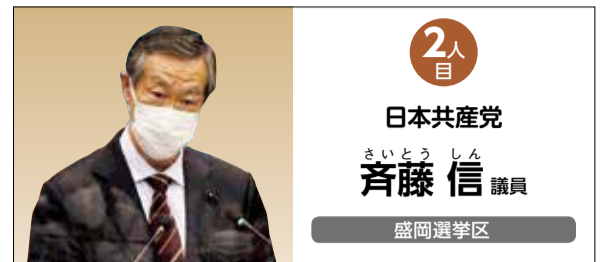 2人目
日本共産党
さいとう しん
斉藤 信 議員
盛岡選挙区